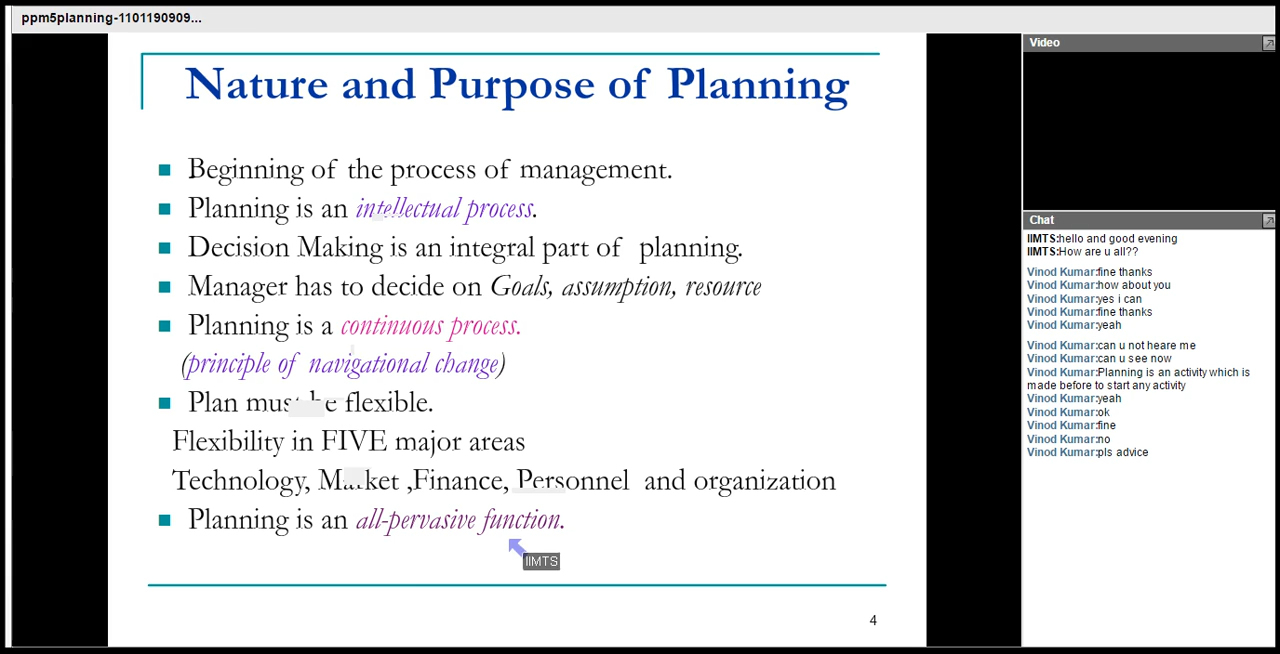 ppm5planning-1101190909...
Nature and Purpose of Planning
Beginning of the process of management.
Planning is an intellectual process.
Decision Making is an integral part of planning.
Manager has to decide on Goals, assumption, resource
Planning is a continuous process.
(principle of navigational change)
Plan must be flexible.
Flexibility in FIVE major areas
Technology, Market ,Finance, Personnel and organization
Planning is an all-pervasive function.
IIMTS
4
Video
Chat
IIMTS:hello and good evening
IIMTS:How are u all??
Vinod Kumar:fine thanks
Vinod Kumar:how about you
Vinod Kumar:yes i can
Vinod Kumar:fine thanks
Vinod Kumar:yeah
Vinod Kumar:can u not heare me
Vinod Kumar:can u see now
Vinod Kumar:Planning is an activity which is
made before to start any activity
Vinod Kumar:yeah
Vinod Kumar:ok
Vinod Kumar:fine
Vinod Kumar:no
Vinod Kumar:pls advice